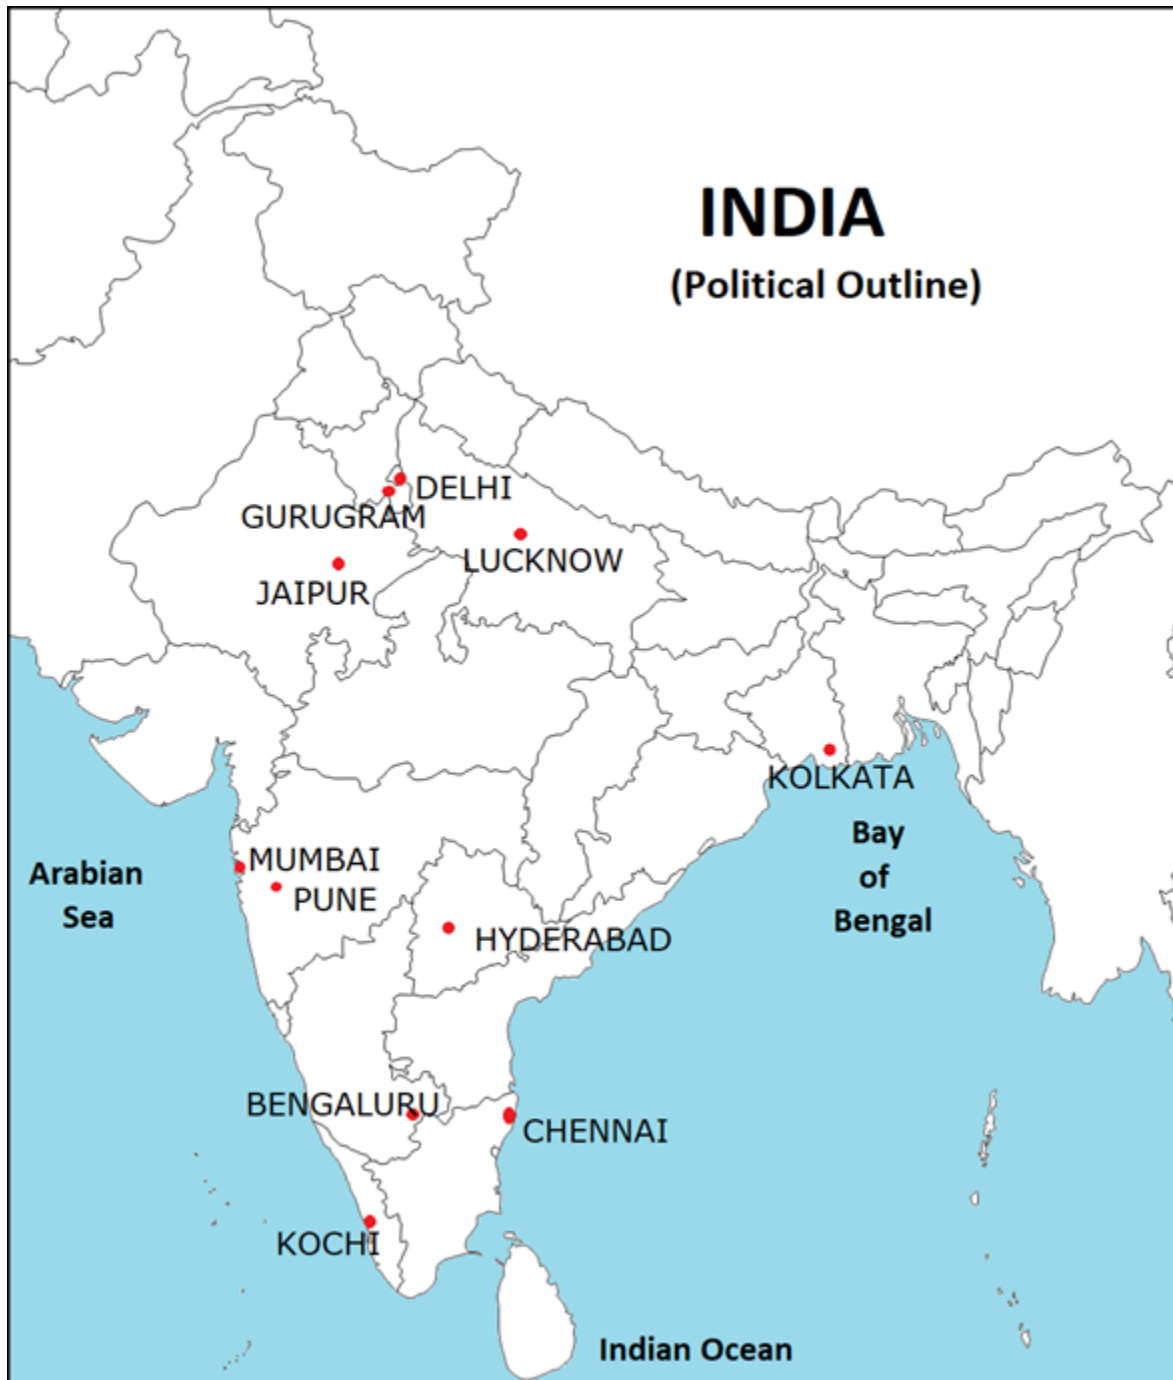 INDIA
(Political Outline)
DELHI
GURUGRAM
LUCKNOW
JAIPUR
KOLKATA
Bay
of
Bengal
MUMBAI
Arabian
Sea
PUNE
HYDERABAD
BENGALURU
CHENNAI
KOCHI
Indian Ocean